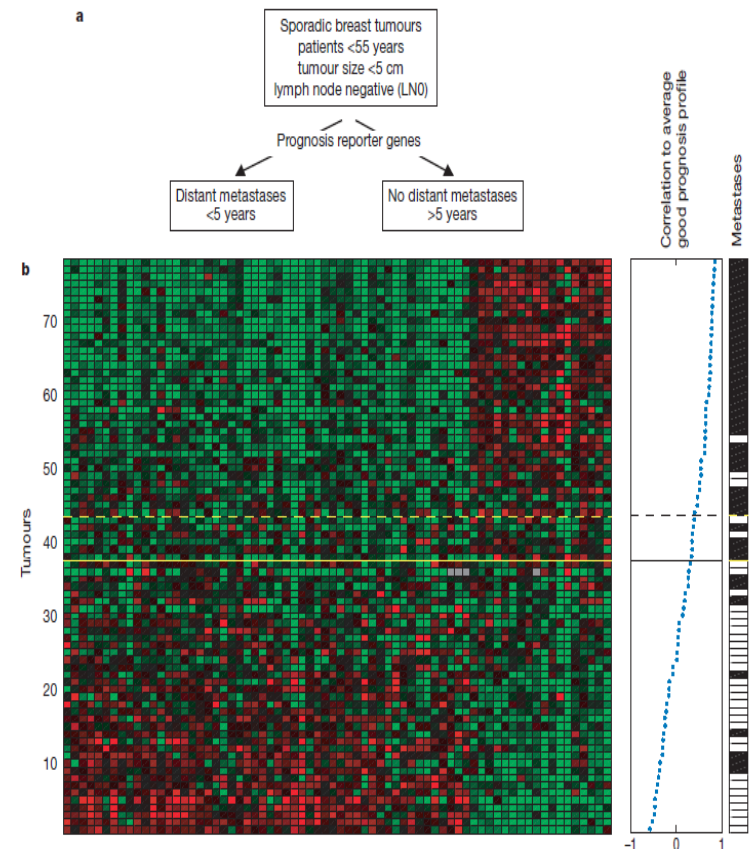 a
Sporadic breast tumours
patients <55 years
tumour size <5 cm
lymph node negative (LN0)
Prognosis reporter genes
Distant metastases
<5 years
No distant metastases
>5 years
Correlation to average
good prognosis profile
Metastases
b
Tumours
70
60
50
40
30
20
10
–1
0
1